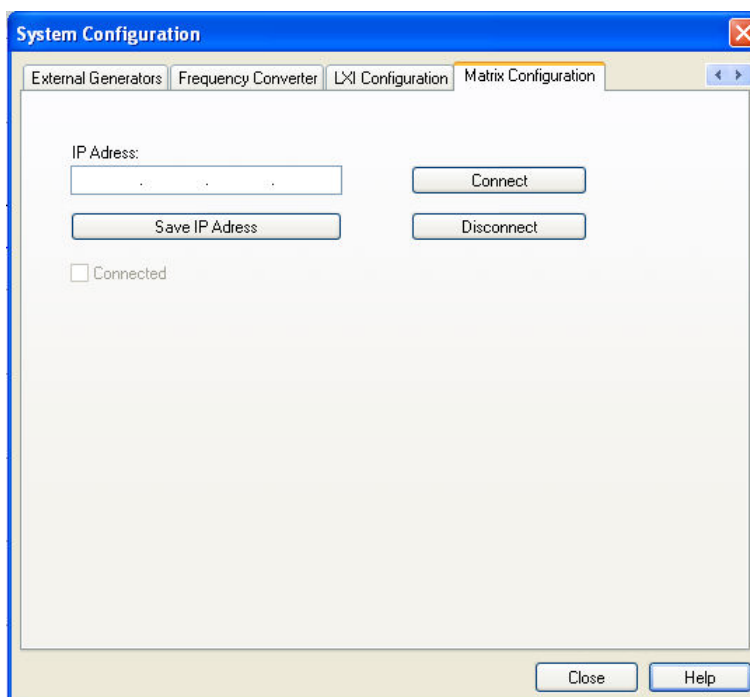 System Configuration
External Generators Frequency Converter LXI Configuration Matrix Configuration
IP Adress:
. . .
Connect
Save IP Adress Disconnect
Connected
Close Help